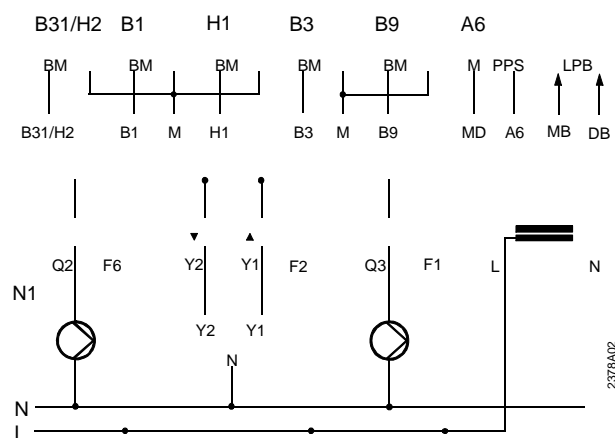 B31/H2 B1 H1 B3 B9 A6
BM BM BM BM BM M PPS LPB
B31/H2 B1 M H1 B3 M B9 MD A6 MB DB
Q2 F6 Y2 Y1 F2 Q3 F1 L N
N1
Y2 Y1
N
2378A02
N
L